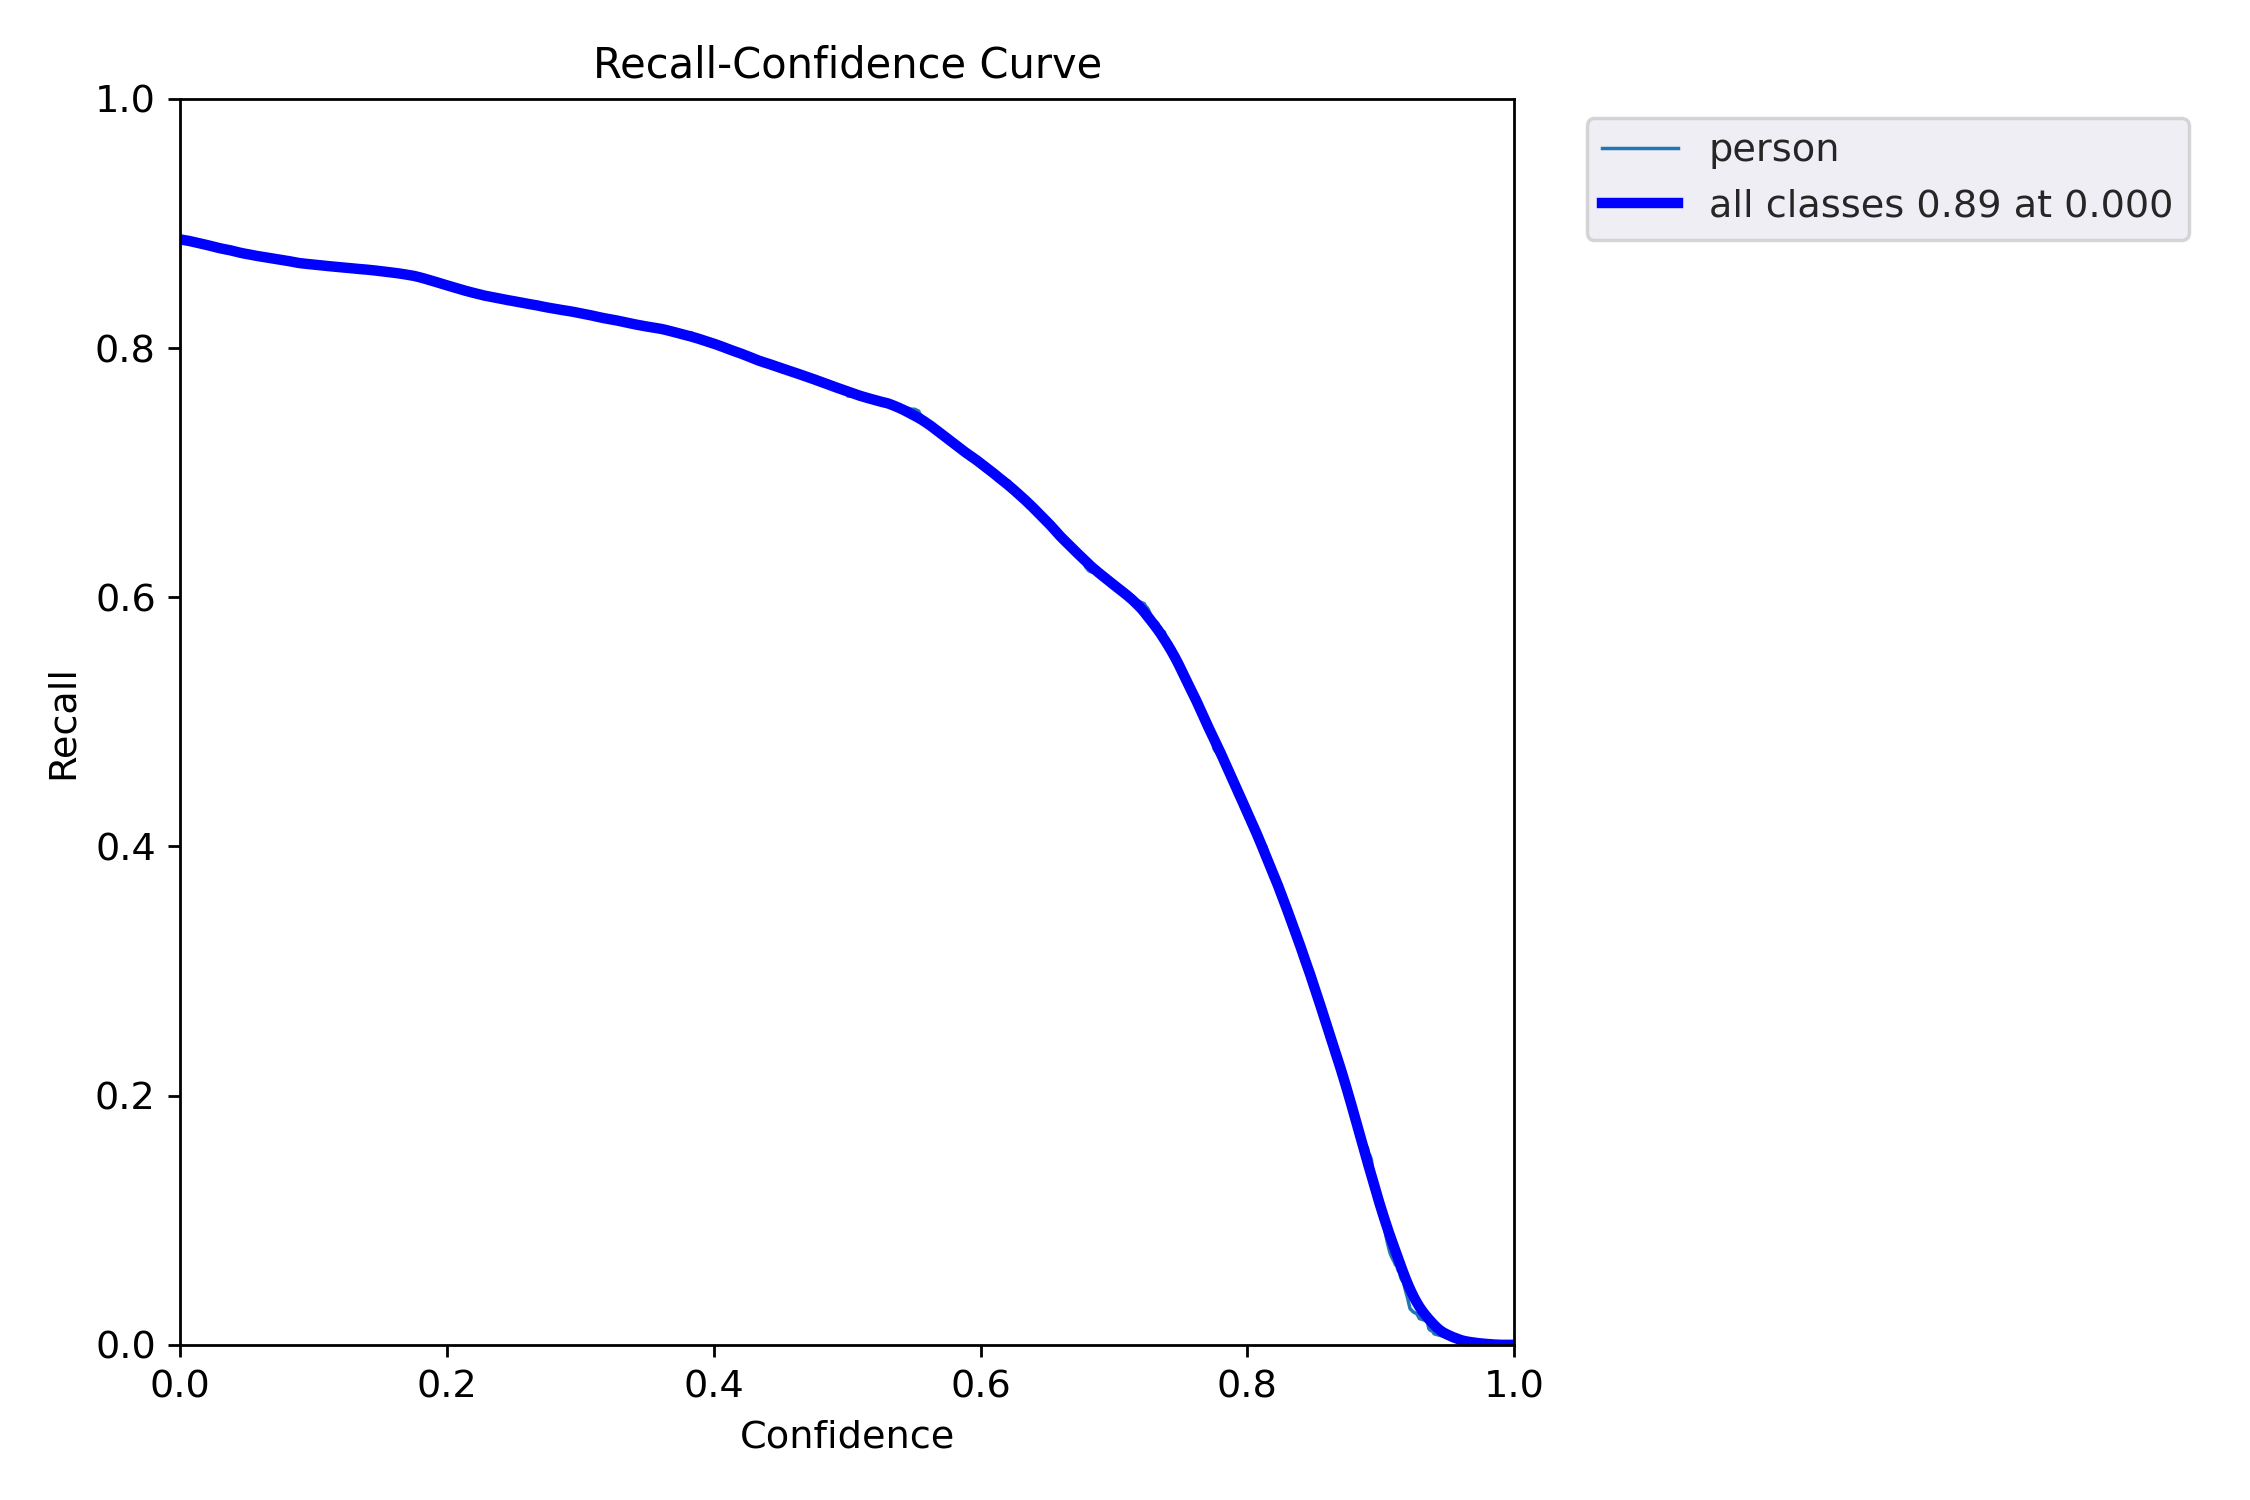 Recall-Confidence Curve
person
all classes 0.89 at 0.000
1.0
0.8
0.6
0.4
0.2
0.0
Recall
0.0 0.2 0.4 0.6 0.8 1.0
Confidence